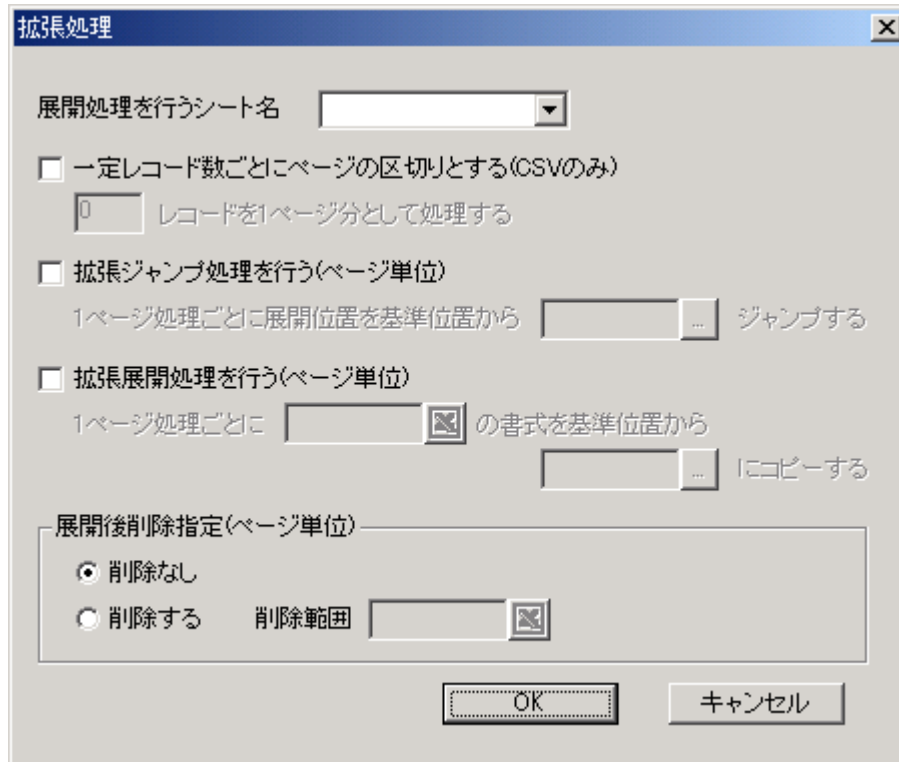 拡張処理
展開処理を行うシート名
一定レコード数ごとにページの区切りとする(CSVのみ)
0 レコードを1ページ分として処理する
拡張ジャンプ処理を行う(ページ単位)
1ページ処理ごとに展開位置を基準位置から ... ジャンプする
拡張展開処理を行う(ページ単位)
1ページ処理ごとに の書式を基準位置から
... にコピーする
展開後削除指定(ページ単位)
削除なし
削除する 削除範囲
OK キャンセル